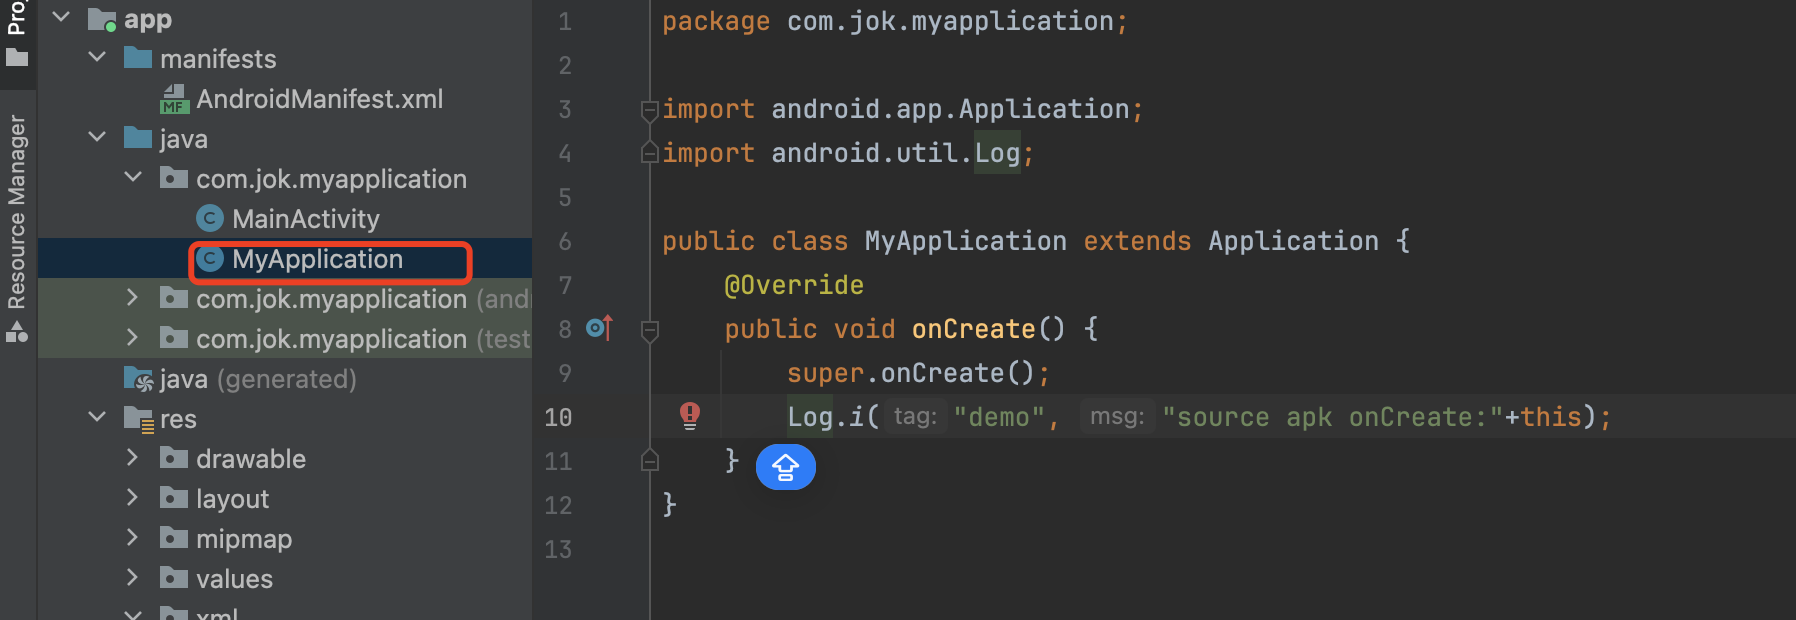 Proj
Resource Manager
app
manifests
MF AndroidManifest.xml
java
com.jok.myapplication
C MainActivity
C MyApplication
com.jok.myapplication (and
com.jok.myapplication (test
java (generated)
res
drawable
layout
mipmap
values
xml
1 package com.jok.myapplication;
2
3 import android.app.Application;
4 import android.util.Log;
5
6 public class MyApplication extends Application {
7 @Override
8 public void onCreate() {
9 super.onCreate();
10 Log.i( tag: "demo", msg: "source apk onCreate:"+this);
11 }
12 }
13